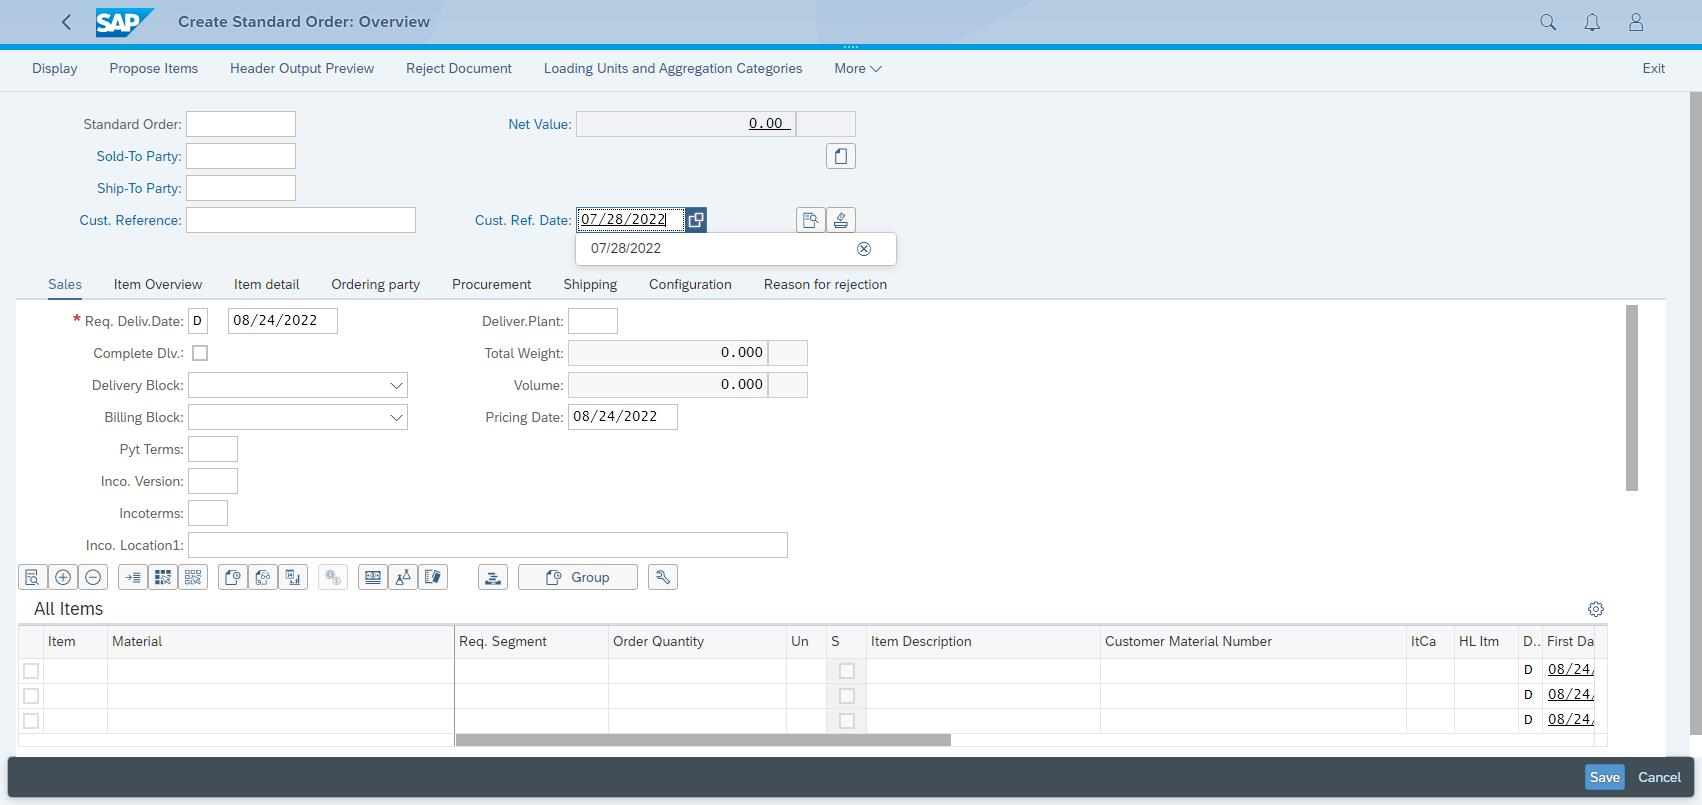 SAP Create Standard Order: Overview
Display Propose Items Header Output Preview Reject Document Loading Units and Aggregation Categories More Exit
Standard Order: Net Value: 0.00
Sold-To Party:
Ship-To Party:
Cust. Reference: Cust. Ref. Date: 07/28/2022
07/28/2022
Sales Item Overview Item detail Ordering party Procurement Shipping Configuration Reason for rejection
* Req. Deliv.Date: D 08/24/2022 Deliver.Plant:
Complete Dlv.: Total Weight: 0.000
Delivery Block: Volume: 0.000
Billing Block: Pricing Date: 08/24/2022
Pyt Terms:
Inco. Version:
Incoterms:
Inco. Location1:
Group
All Items
Item Material Req. Segment Order Quantity Un S Item Description Customer Material Number ItCa HL Itm D.. First Da
D 08/24/
D 08/24/
D 08/24/
Save Cancel